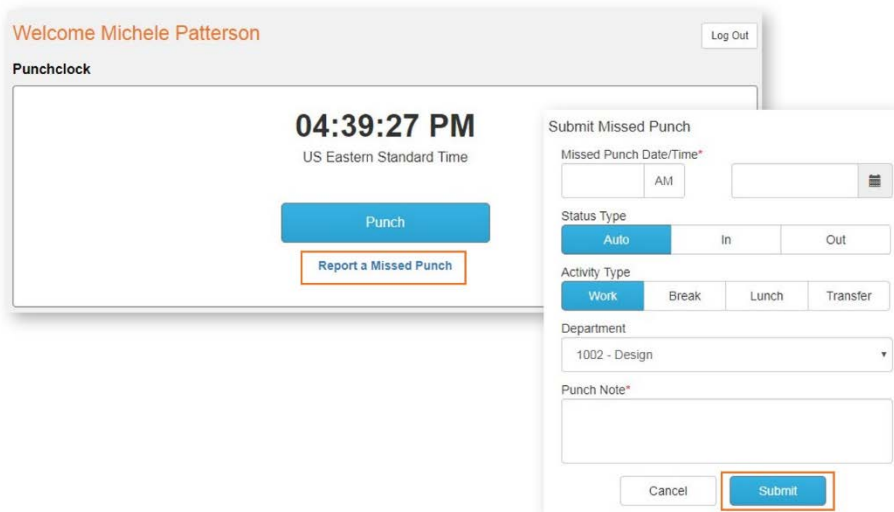 Welcome Michele Patterson
Log Out
Punchclock
04:39:27 PM
US Eastern Standard Time
Punch
Report a Missed Punch
Submit Missed Punch
Missed Punch Date/Time*
AM
Status Type
Auto In Out
Activity Type
Work Break Lunch Transfer
Department
1002 - Design
Punch Note*
Cancel Submit